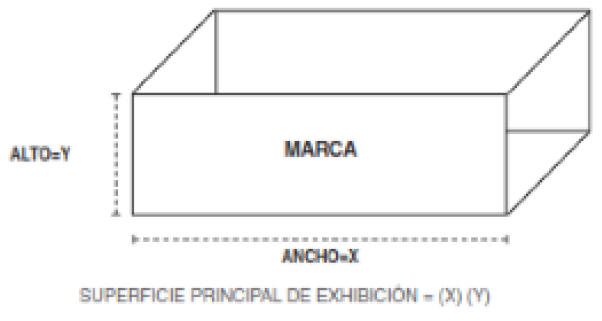 MARCA
ALTO=Y
ANCHO=X
SUPERFICIE PRINCIPAL DE EXHIBICIÓN = (X) (Y)